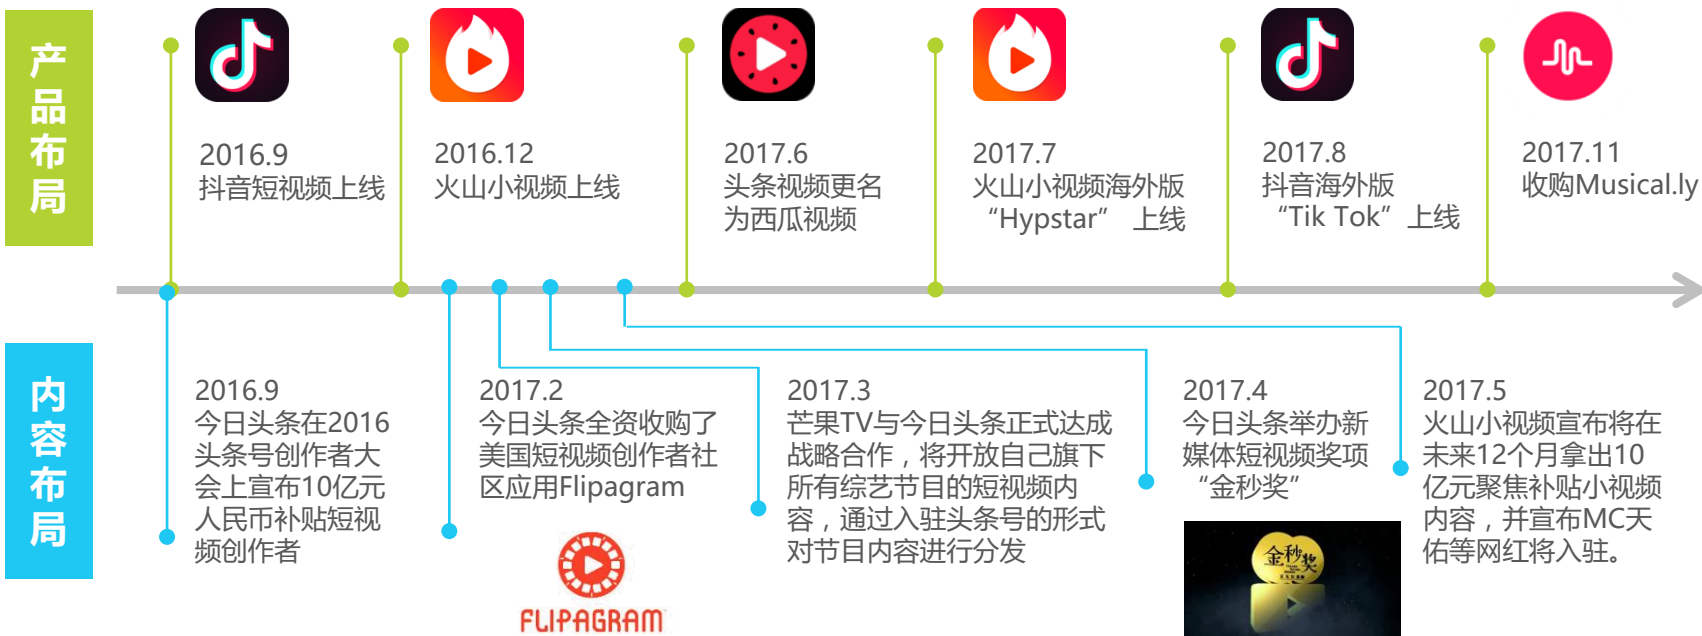 产品布局
2016.9
抖音短视频上线
2016.12
火山小视频上线
2017.6
头条视频更名
为西瓜视频
2017.7
火山小视频海外版
“Hypstar” 上线
2017.8
抖音海外版
“Tik Tok”上线
2017.11
收购Musical.ly
内容布局
2016.9
今日头条在2016
头条号创作者大
会上宣布10亿元
人民币补贴短视
频创作者
2017.2
今日头条全资收购了
美国短视频创作者社
区应用Flipagram
FLIPAGRAM
2017.3
芒果TV与今日头条正式达成
战略合作，将开放自己旗下
所有综艺节目的短视频内
容，通过入驻头条号的形式
对节目内容进行分发
2017.4
今日头条举办新
媒体短视频奖项
“金秒奖”
金秒奖
2017.5
火山小视频宣布将在
未来12个月拿出10
亿元聚焦补贴小视频
内容，并宣布MC天
佑等网红将入驻。